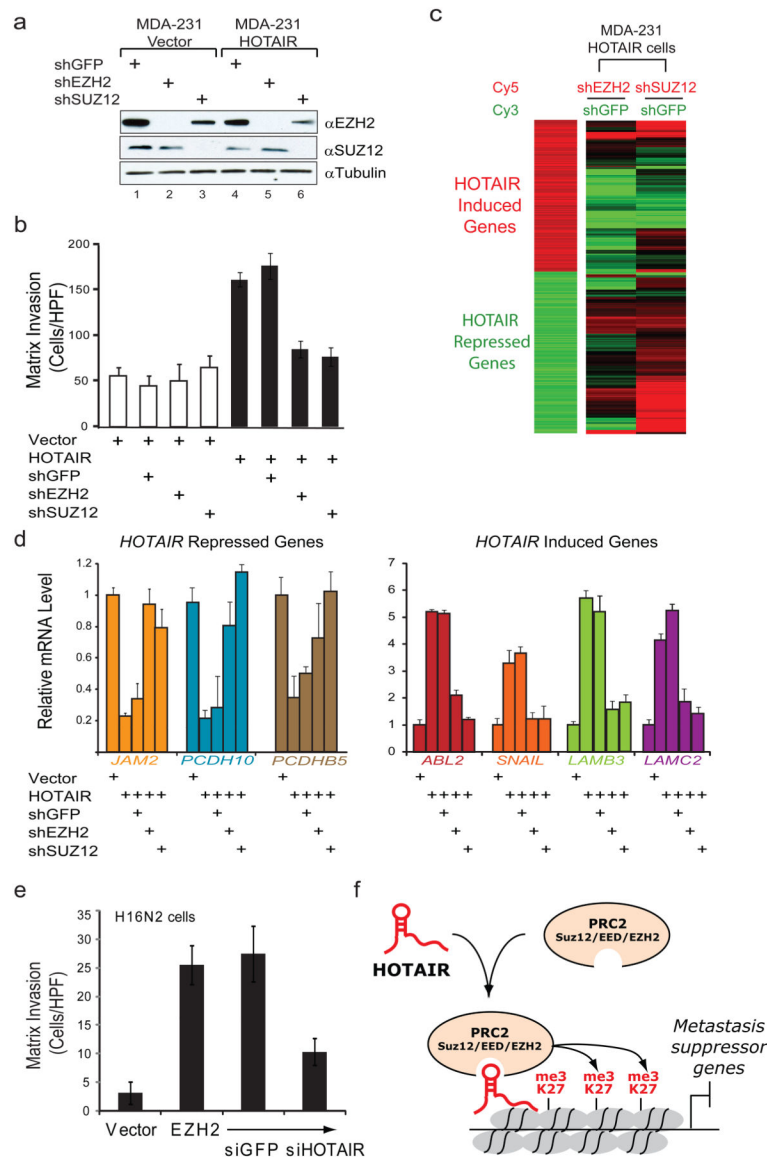 a
MDA-231 Vector MDA-231 HOTAIR
shGFP + +
shEZH2 + +
shSUZ12 + +
αEZH2
αSUZ12
αTubulin
1 2 3 4 5 6
b
Matrix Invasion (Cells/HPF)
200
150
100
50
0
Vector + + + +
HOTAIR + + + +
shGFP + +
shEZH2 + +
shSUZ12 + +
c
MDA-231
HOTAIR cells
Cy5 shEZH2 shSUZ12
Cy3 shGFP shGFP
HOTAIR
Induced
Genes
HOTAIR
Repressed
Genes
d
HOTAIR Repressed Genes
Relative mRNA Level
1.2
1
0.8
0.6
0.4
0.2
JAM2 PCDH10 PCDHB5
Vector + + +
HOTAIR ++++ ++++ ++++
shGFP + + +
shEZH2 + + +
shSUZ12 + + +
HOTAIR Induced Genes
7
6
5
4
3
2
1
0
ABL2 SNAIL LAMB3 LAMC2
+ + + +
++++ ++++ ++++ ++++
+ + + +
+ + + +
+ + + +
e
H16N2 cells
Matrix Invasion (Cells/HPF)
35
30
25
20
15
10
5
0
Vector EZH2
siGFP siHOTAIR
f
HOTAIR
PRC2
Suz12/EED/EZH2
PRC2
Suz12/EED/EZH2
me3 me3 me3
K27 K27 K27
Metastasis
suppressor
genes